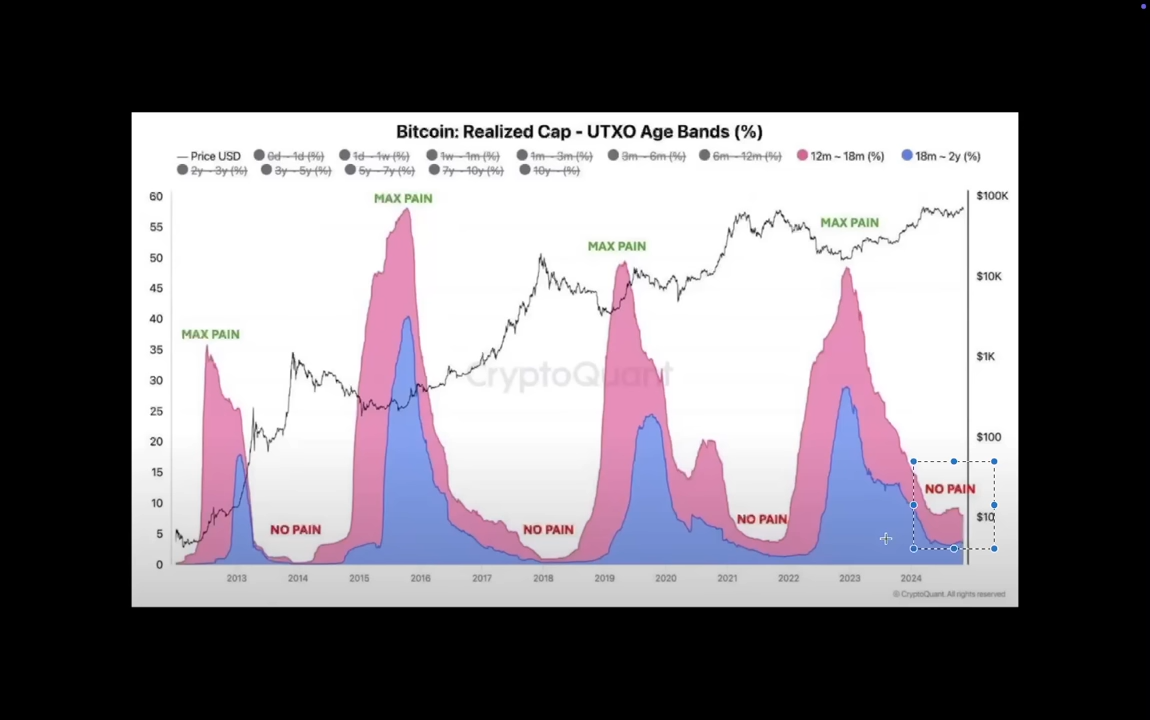 Bitcoin: Realized Cap - UTXO Age Bands (%)
Price USD 0d ~ 1d (%) 1d ~ 1w (%) 1w ~ 1m (%) 1m ~ 3m (%) 3m ~ 6m (%) 6m ~ 12m (%) 12m ~ 18m (%) 18m ~ 2y (%)
2y ~ 3y (%) 3y ~ 5y (%) 5y ~ 7y (%) 7y ~ 10y (%) 10y ~ (%)
60 MAX PAIN $100K
55 MAX PAIN
MAX PAIN
50
45 $10K
40
MAX PAIN
35 $1K
CryptoQuant
30
25
20 $100
15
NO PAIN
10 $10
NO PAIN NO PAIN NO PAIN
5
0
2013 2014 2015 2016 2017 2018 2019 2020 2021 2022 2023 2024
© CryptoQuant. All rights reserved